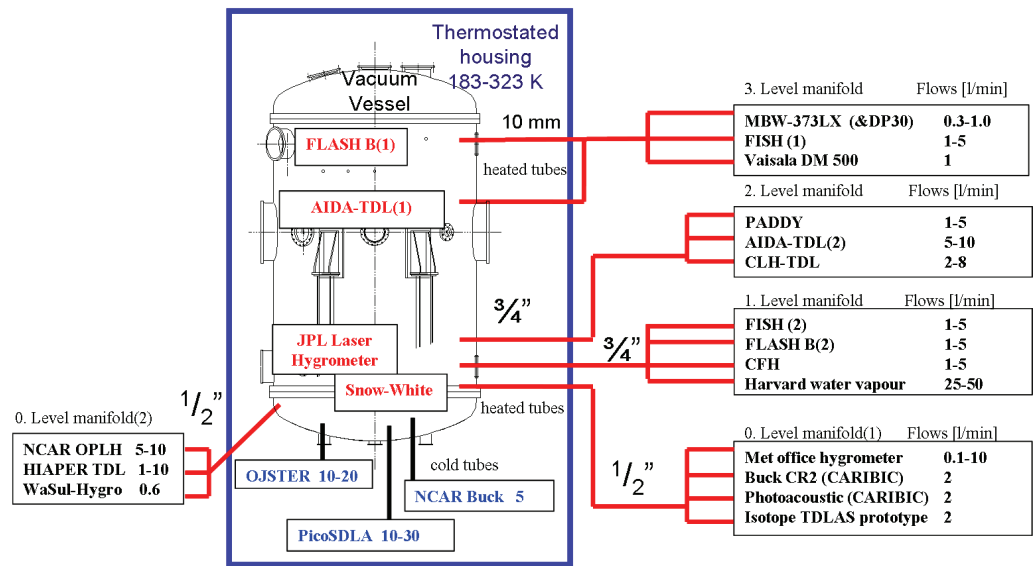 Thermostated
housing
183-323 K
Vacuum
Vessel
FLASH B(1)
10 mm
heated tubes
AIDA-TDL(1)
3. Level manifold Flows [l/min]
MBW-373LX (&DP30) 0.3-1.0
FISH (1) 1-5
Vaisala DM 500 1
2. Level manifold Flows [l/min]
PADDY 1-5
AIDA-TDL(2) 5-10
CLH-TDL 2-8
¾”
JPL Laser
Hygrometer
¾”
1. Level manifold Flows [l/min]
FISH (2) 1-5
FLASH B(2) 1-5
CFH 1-5
Harvard water vapour 25-50
Snow-White
heated tubes
1/2”
0. Level manifold(2)
NCAR OPLH 5-10
HIAPER TDL 1-10
WaSul-Hygro 0.6
OJSTER 10-20
cold tubes
NCAR Buck 5
PicoSDLA 10-30
1/2”
0. Level manifold(1) Flows [l/min]
Met office hygrometer 0.1-10
Buck CR2 (CARIBIC) 2
Photoacoustic (CARIBIC) 2
Isotope TDLAS prototype 2